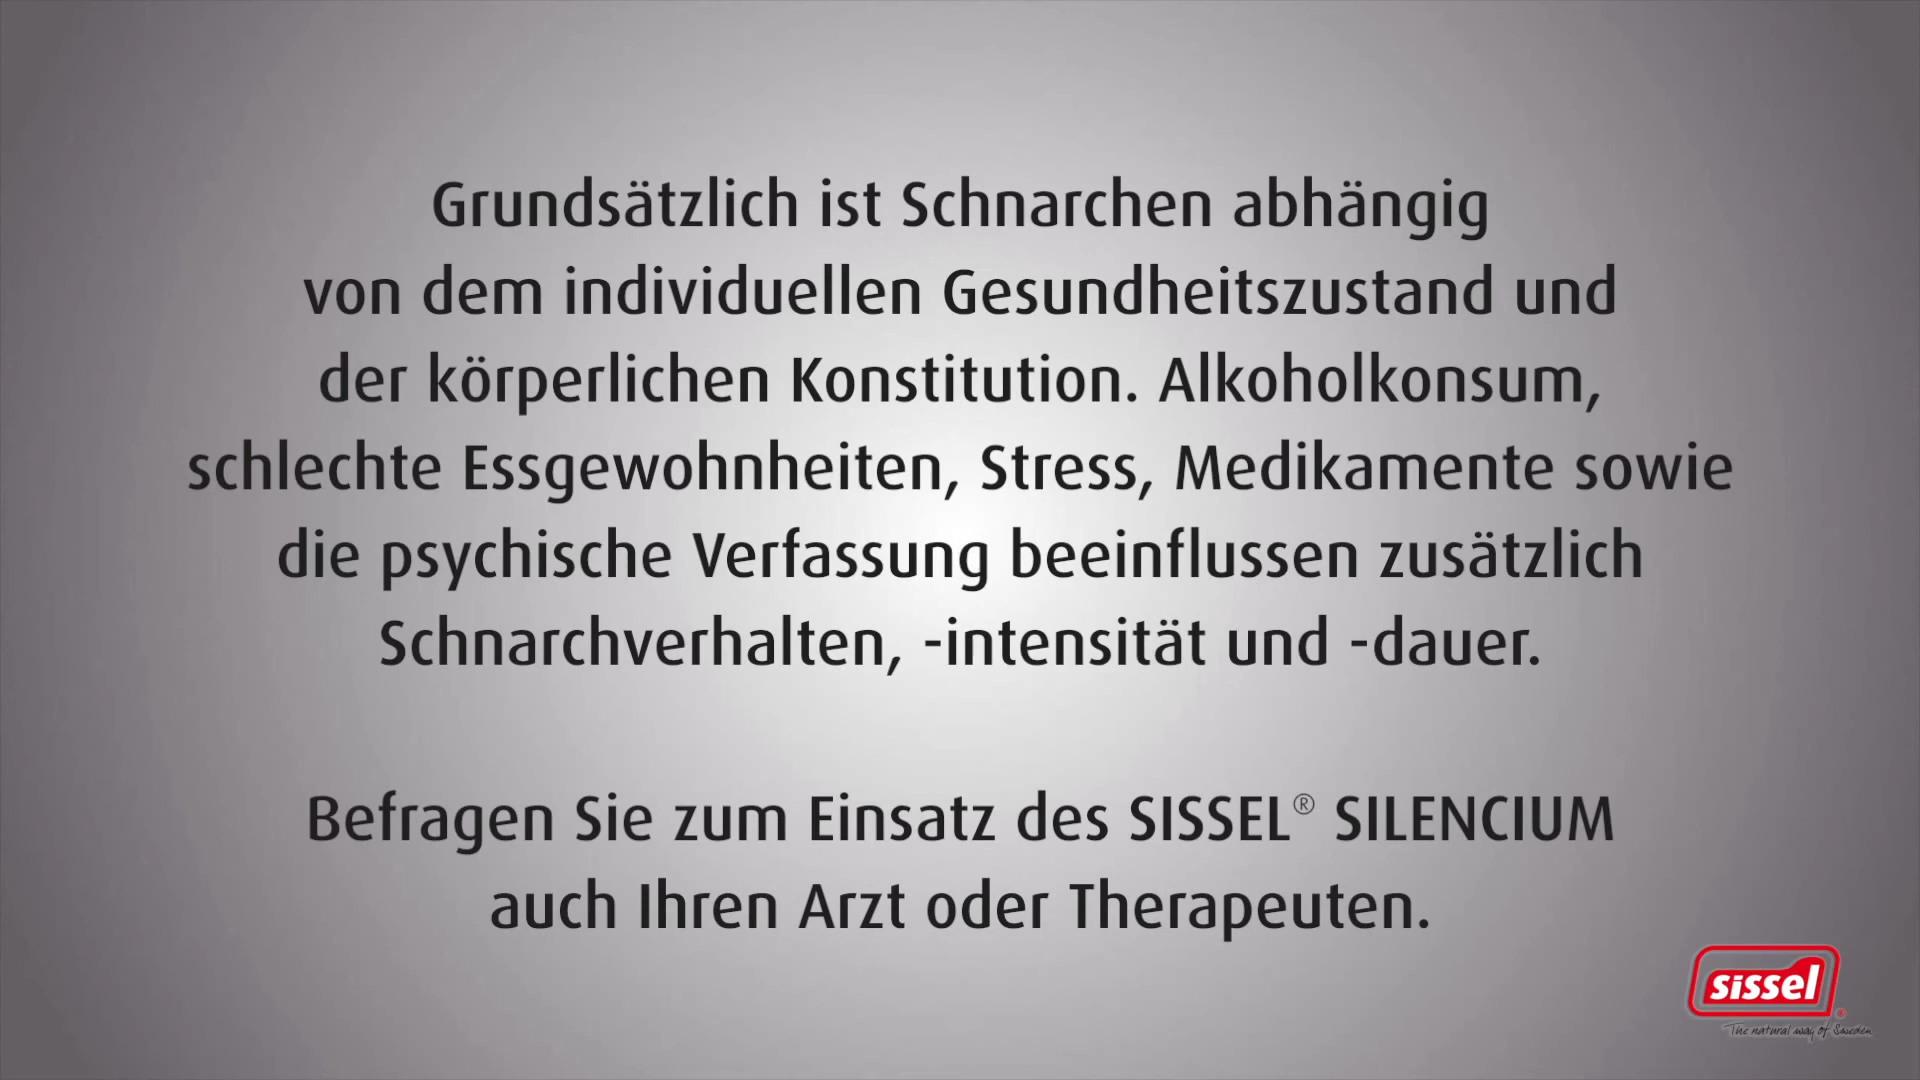 Grundsätzlich ist Schnarchen abhängig
von dem individuellen Gesundheitszustand und
der körperlichen Konstitution. Alkoholkonsum,
schlechte Essgewohnheiten, Stress, Medikamente sowie
die psychische Verfassung beeinflussen zusätzlich
Schnarchverhalten, -intensität und -dauer.
Befragen Sie zum Einsatz des SISSEL® SILENCIUM
auch Ihren Arzt oder Therapeuten.
sissel®
The natural way of Sweden